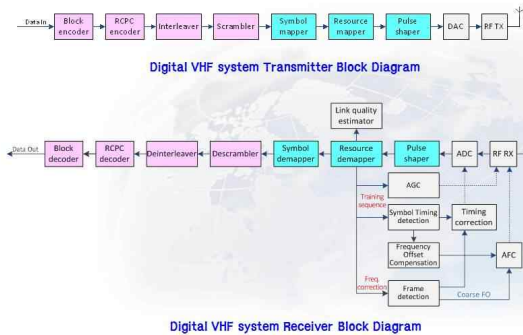 Data In
Block
encoder
RCPC
encoder
Interleaver
Scrambler
Symbol
mapper
Resource
mapper
Pulse
shaper
DAC
RF TX
Digital VHF system Transmitter Block Diagram
Link quality
estimator
Data Out
Block
decoder
RCPC
decoder
Deinterleaver
Descrambler
Symbol
demapper
Resource
demapper
Pulse
shaper
ADC
RF RX
Training
sequence
AGC
Symbol Timing
detection
Timing
correction
Frequency
Offset
Compensation
AFC
Freq.
correction
Frame
detection
Coarse FO
Digital VHF system Receiver Block Diagram